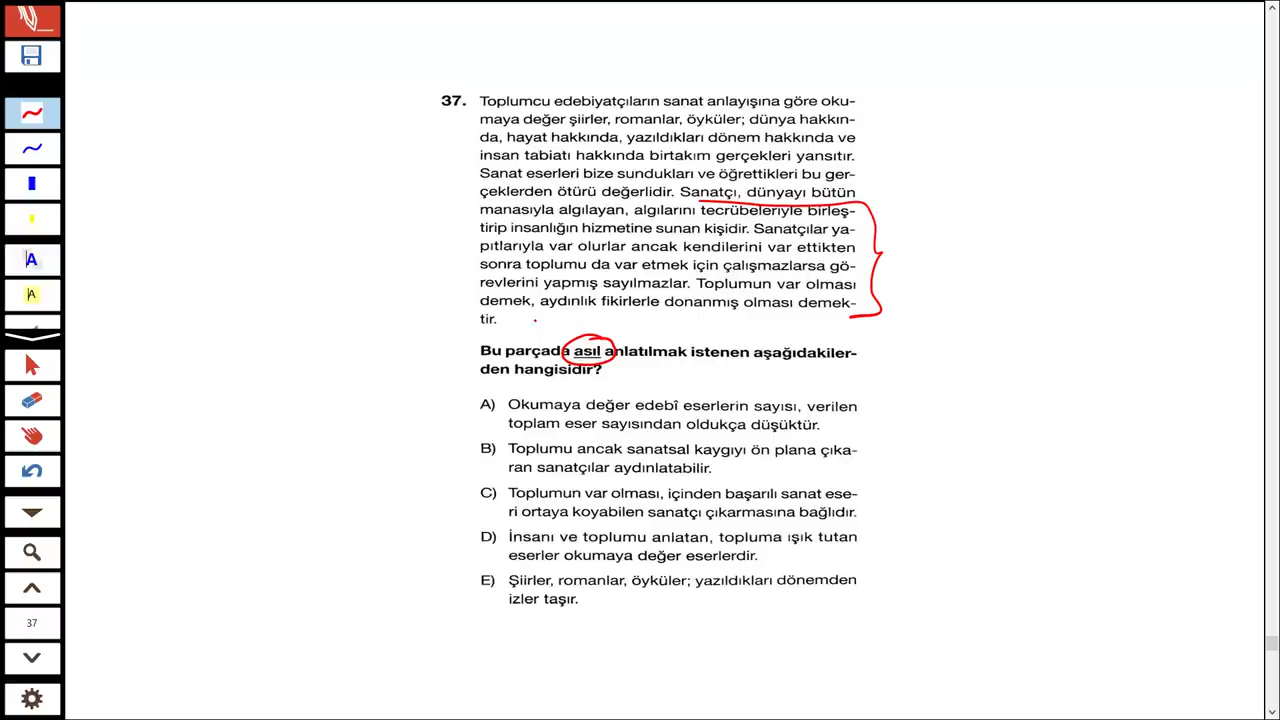 37. Toplumcu edebiyatçıların sanat anlayışına göre oku-
maya değer şiirler, romanlar, öyküler; dünya hakkın-
da, hayat hakkında, yazıldıkları dönem hakkında ve
insan tabiatı hakkında birtakım gerçekleri yansıtır.
Sanat eserleri bize sundukları ve öğrettikleri bu ger-
çeklerden ötürü değerlidir. Sanatçı, dünyayı bütün
manasıyla algılayan, algılarını tecrübeleriyle birleş-
tirip insanlığın hizmetine sunan kişidir. Sanatçılar ya-
pıtlarıyla var olurlar ancak kendilerini var ettikten
sonra toplumu da var etmek için çalışmazlarsa gö-
revlerini yapmış sayılmazlar. Toplumun var olması
demek, aydınlık fikirlerle donanmış olması demek-
tir.
Bu parçada asıl anlatılmak istenen aşağıdakiler-
den hangisidir?
A) Okumaya değer edebî eserlerin sayısı, verilen
toplam eser sayısından oldukça düşüktür.
B) Toplumu ancak sanatsal kaygıyı ön plana çıka-
ran sanatçılar aydınlatabilir.
C) Toplumun var olması, içinden başarılı sanat ese-
ri ortaya koyabilen sanatçı çıkarmasına bağlıdır.
D) İnsanı ve toplumu anlatan, topluma ışık tutan
eserler okumaya değer eserlerdir.
E) Şiirler, romanlar, öyküler; yazıldıkları dönemden
izler taşır.
A
A
37